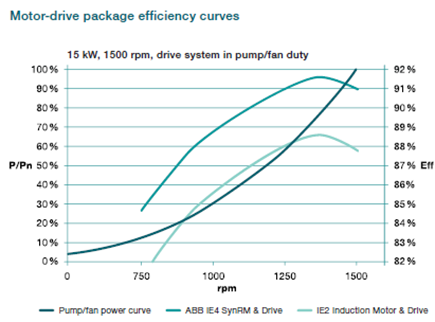 Motor-drive package efficiency curves
15 kW, 1500 rpm, drive system in pump/fan duty
100% 92%
90% 91%
80% 90%
70% 89%
60% 88%
P/Pn 50% 87% Eff
40% 86%
30% 85%
20% 84%
10% 83%
0% 82%
0 750 1000 1250 1500
rpm
Pump/fan power curve ABB IE4 SynRM & Drive IE2 Induction Motor & Drive